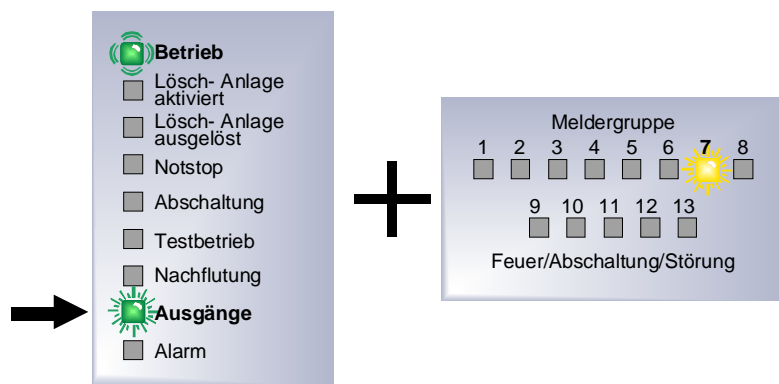 Betrieb
Lösch- Anlage
aktiviert
Lösch- Anlage
ausgelöst
Notstop
Abschaltung
Testbetrieb
Nachflutung
Ausgänge
Alarm
Meldergruppe
1 2 3 4 5 6 7 8
9 10 11 12 13
Feuer/Abschaltung/Störung